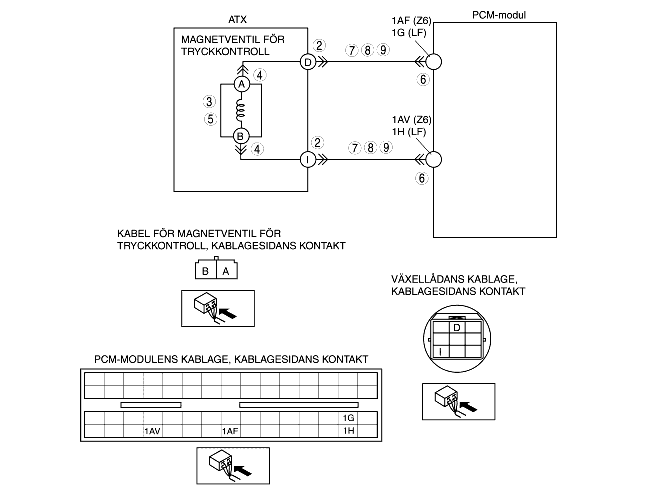 ATX
PCM-modul
MAGNETVENTIL FÖR
TRYCKKONTROLL
1AF (Z6)
1G (LF)
2
7 8 9
D
6
4
A
3
5
B
4
2
I
7 8 9
1AV (Z6)
1H (LF)
6
KABEL FÖR MAGNETVENTIL FÖR
TRYCKKONTROLL, KABLAGESIDANS KONTAKT
B A
VÄXELLÅDANS KABLAGE,
KABLAGESIDANS KONTAKT
D
I
PCM-MODULENS KABLAGE, KABLAGESIDANS KONTAKT
1G
1AV 1AF 1H